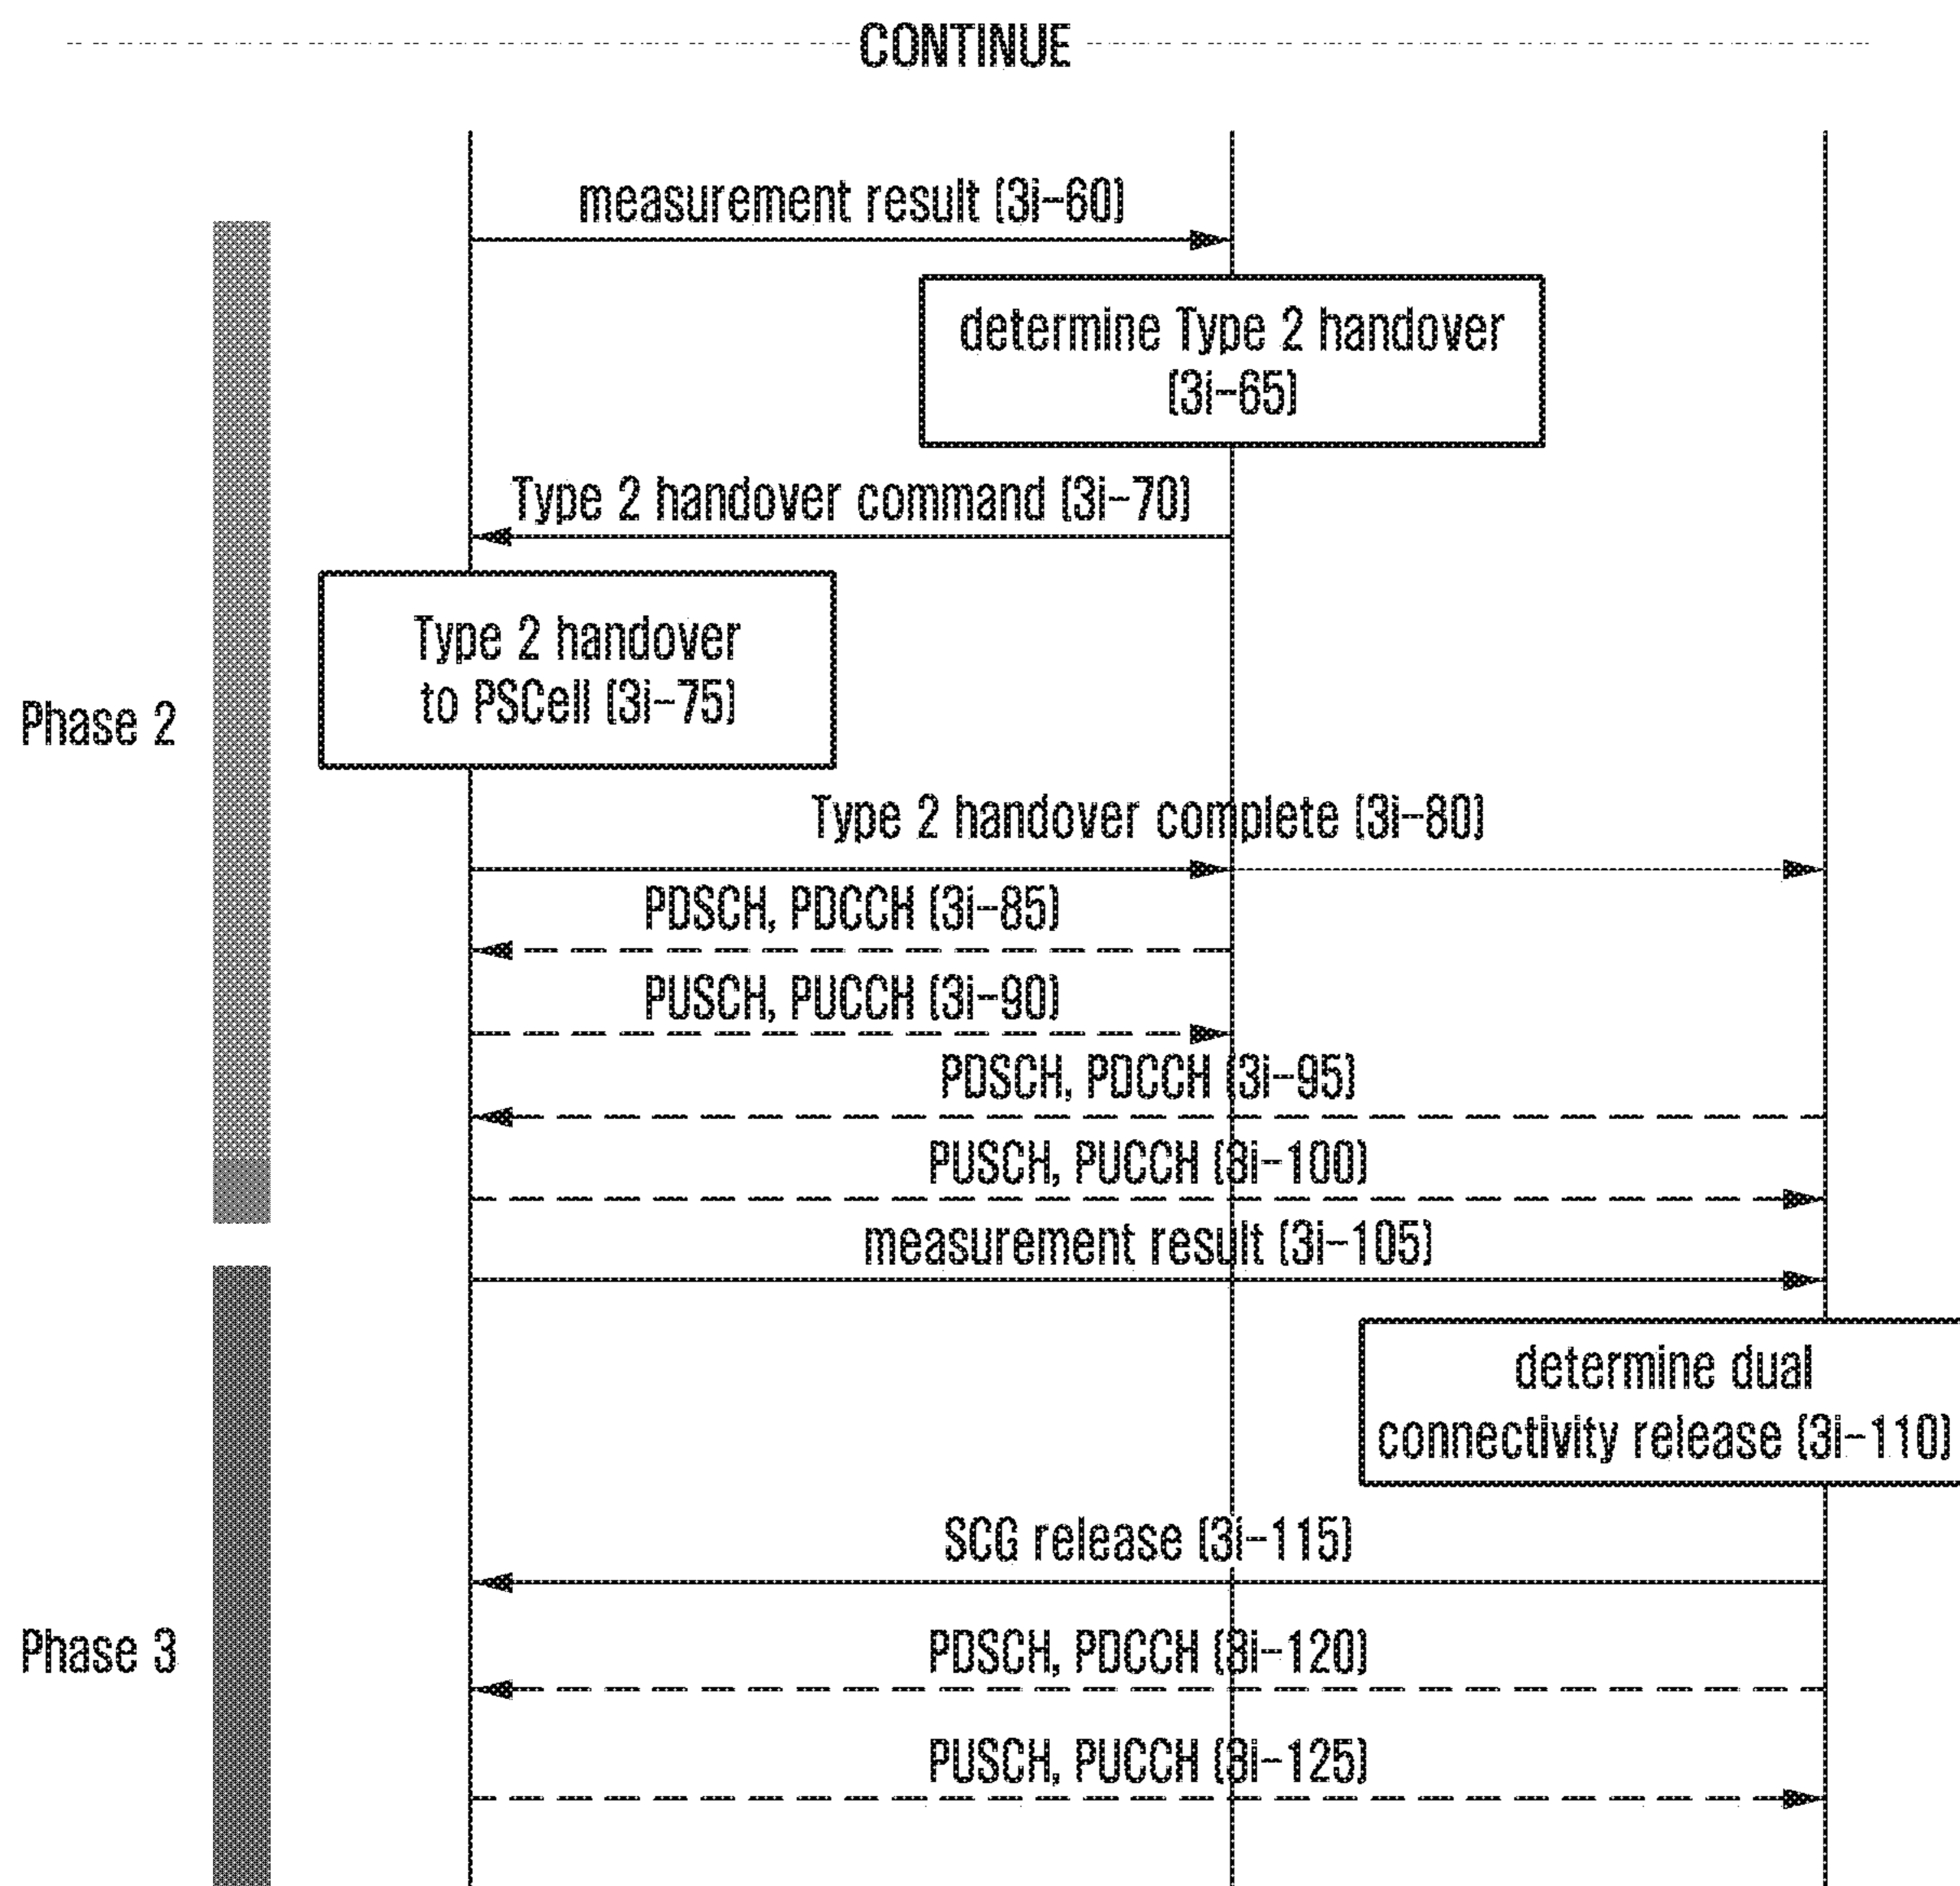 CONTINUE
measurement result (3i-60)
determine Type 2 handover
(3i-65)
Type 2 handover command (3i-70)
Type 2 handover
to PSCell (3i-75)
Phase 2
Type 2 handover complete (3i-80)
PDSCH, PDCCH (3i-85)
PUSCH, PUCCH (3i-90)
PDSCH, PDCCH (3i-95)
PUSCH, PUCCH (3i-100)
measurement result (3i-105)
determine dual
connectivity release (3i-110)
SCG release (3i-115)
Phase 3
PDSCH, PDCCH (3i-120)
PUSCH, PUCCH (3i-125)